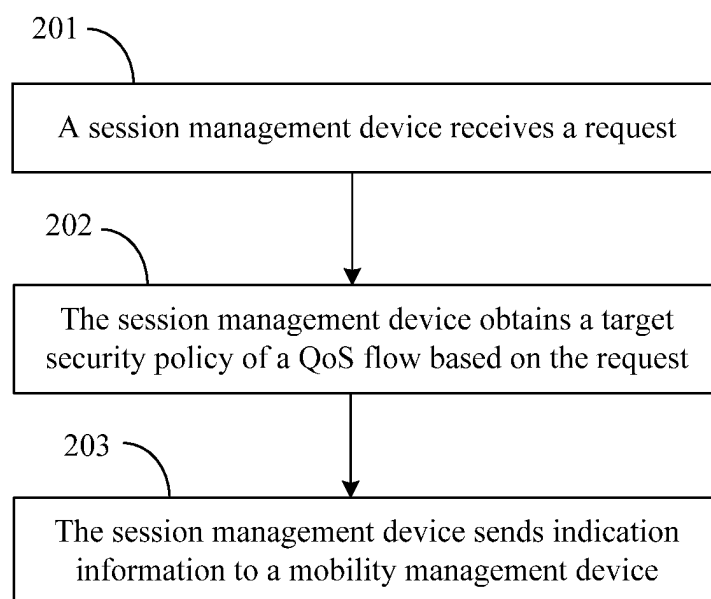 201
A session management device receives a request
202
The session management device obtains a target
security policy of a QoS flow based on the request
203
The session management device sends indication
information to a mobility management device